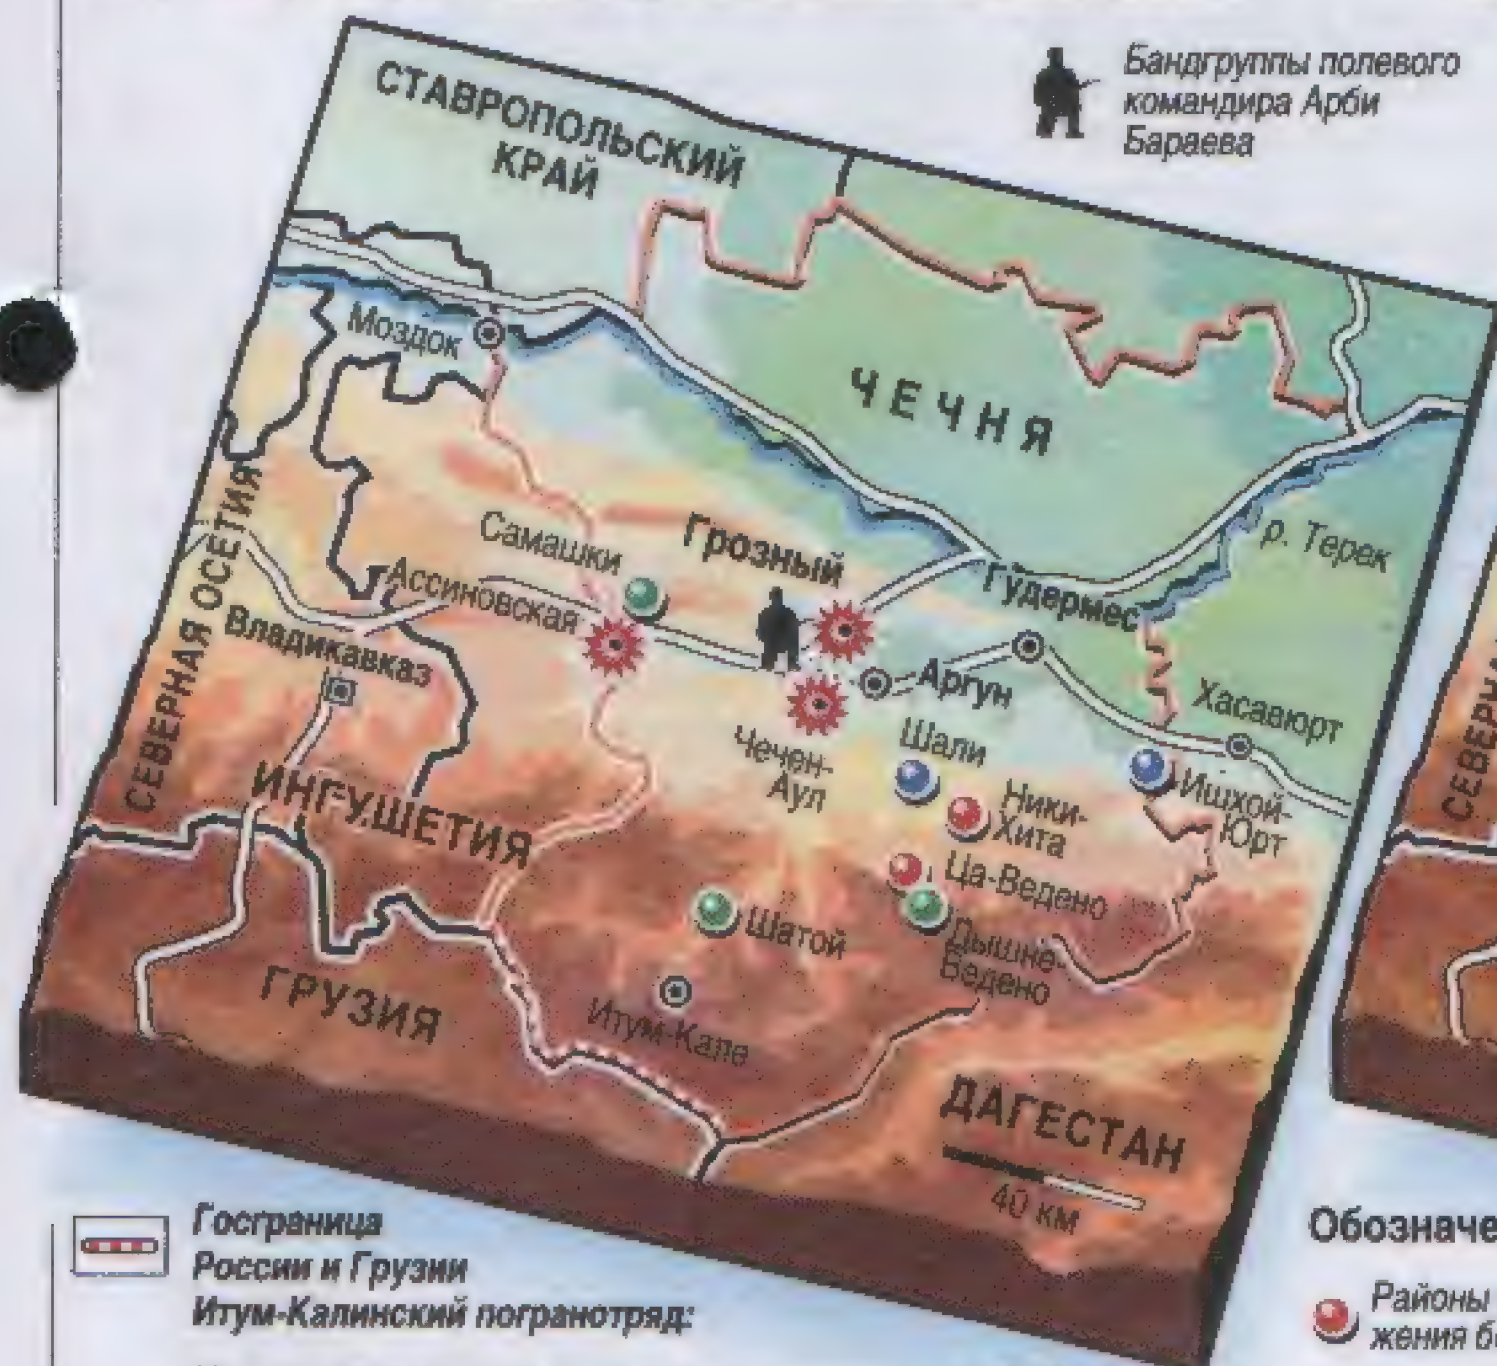 Бандгруппы полевого
командира Арби
Бараева
СТАВРОПОЛЬСКИЙ
КРАЙ
Моздок
ЧЕЧНЯ
р. Терек
СЕВЕРНАЯ ОСЕТИЯ
Самашки
Грозный
Гудермес
Ассиновская
Владикавказ
Аргун
Хасавюрт
Чечен-
Аул
Шали
Ники-
Хита
Ишхой-
Юрт
ИНГУШЕТИЯ
Ца-Ведено
Шатой
Дышне-
Ведено
ГРУЗИЯ
Итум-Кале
ДАГЕСТАН
40 км
Госграница
России и Грузии
Итум-Калинский погранотряд:
Обозначе
Районы
жения б